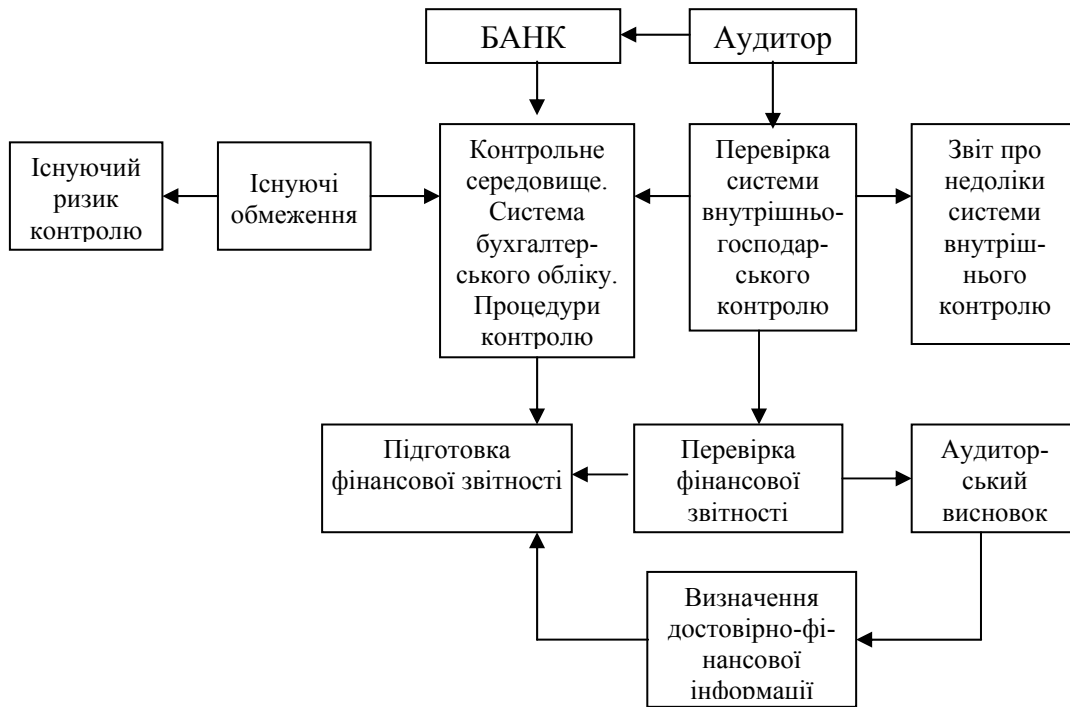 БАНК
Аудитор
Існуючий
ризик
контролю
Існуючі
обмеження
Контрольне
середовище.
Система
бухгалтер-
ського обліку.
Процедури
контролю
Перевірка
системи
внутрішньо-
господар-
ського
контролю
Звіт про
недоліки
системи
внутріш-
нього
контролю
Підготовка
фінансової звітності
Перевірка
фінансової
звітності
Аудитор-
ський
висновок
Визначення
достовірно-фі-
нансової
інформації